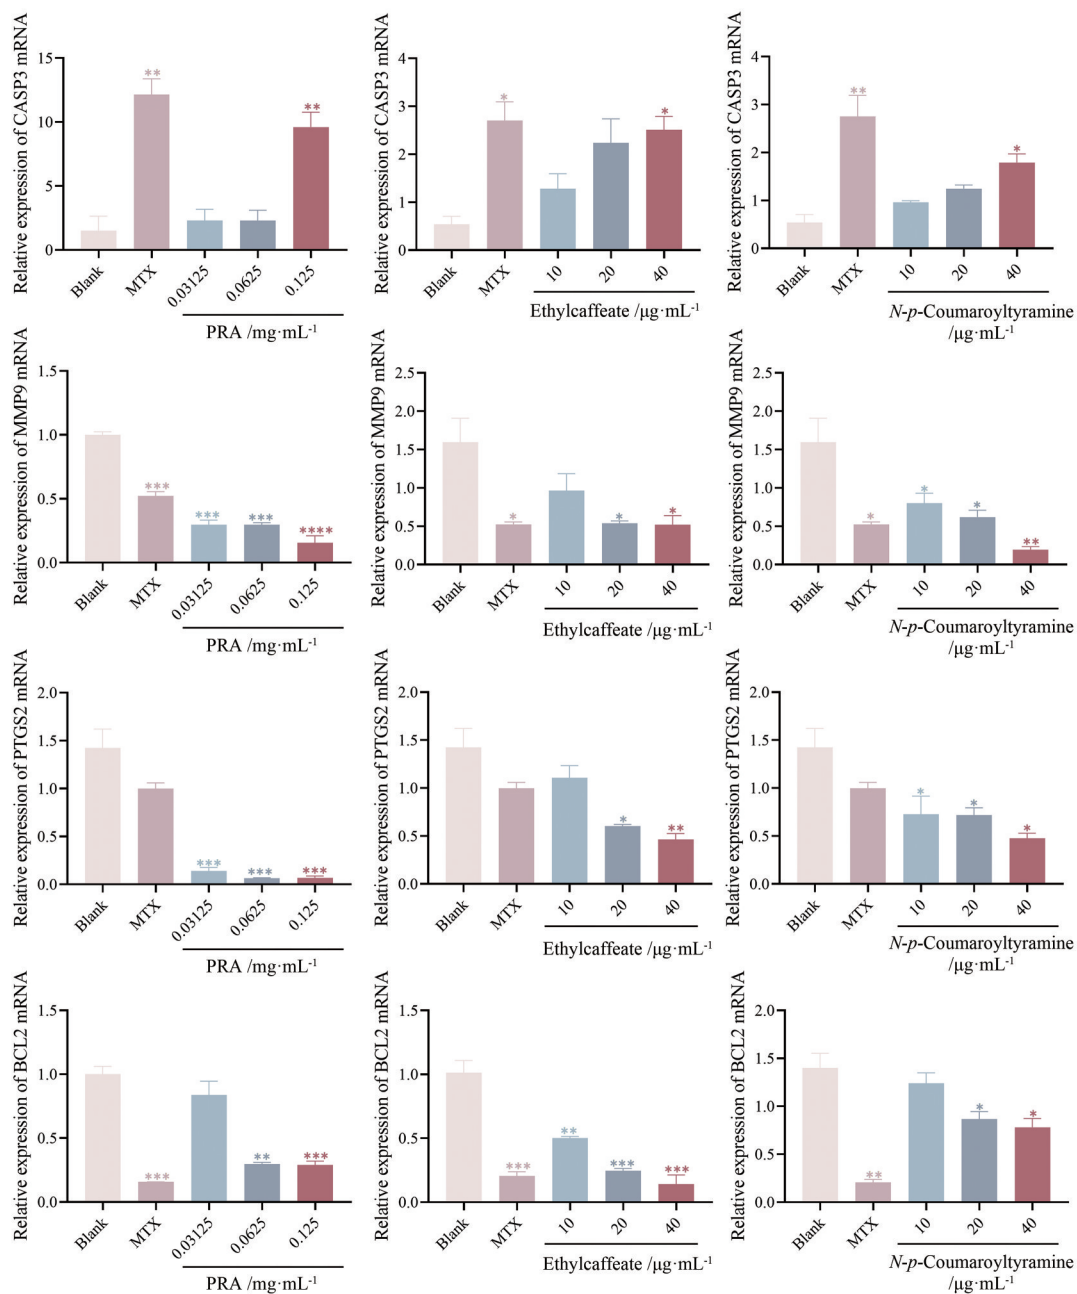 Relative expression of CASP3 mRNA
15
10
5
0
**
**
Blank
MTX
0.03125
0.0625
0.125
PRA /mg·mL⁻¹
Relative expression of CASP3 mRNA
4
3
2
1
0
*
*
Blank
MTX
10
20
40
Ethylcaffeate /μg·mL⁻¹
Relative expression of CASP3 mRNA
4
3
2
1
0
**
*
Blank
MTX
10
20
40
N-p-Coumaroyltyramine
/μg·mL⁻¹
Relative expression of MMP9 mRNA
1.5
1.0
0.5
0.0
***
***
***
****
Blank
MTX
0.03125
0.0625
0.125
PRA /mg·mL⁻¹
Relative expression of MMP9 mRNA
2.5
2.0
1.5
1.0
0.5
0.0
*
*
*
Blank
MTX
10
20
40
Ethylcaffeate /μg·mL⁻¹
Relative expression of MMP9 mRNA
2.5
2.0
1.5
1.0
0.5
0.0
*
*
*
**
Blank
MTX
10
20
40
N-p-Coumaroyltyramine
/μg·mL⁻¹
Relative expression of PTGS2 mRNA
2.0
1.5
1.0
0.5
0.0
***
***
***
Blank
MTX
0.03125
0.0625
0.125
PRA /mg·mL⁻¹
Relative expression of PTGS2 mRNA
2.0
1.5
1.0
0.5
0.0
*
**
Blank
MTX
10
20
40
Ethylcaffeate /μg·mL⁻¹
Relative expression of PTGS2 mRNA
2.0
1.5
1.0
0.5
0.0
*
*
*
Blank
MTX
10
20
40
N-p-Coumaroyltyramine
/μg·mL⁻¹
Relative expression of BCL2 mRNA
1.5
1.0
0.5
0.0
***
**
***
Blank
MTX
0.03125
0.0625
0.125
PRA /mg·mL⁻¹
Relative expression of BCL2 mRNA
1.5
1.0
0.5
0.0
***
**
***
***
Blank
MTX
10
20
40
Ethylcaffeate /μg·mL⁻¹
Relative expression of BCL2 mRNA
2.0
1.5
1.0
0.5
0.0
**
*
*
Blank
MTX
10
20
40
N-p-Coumaroyltyramine
/μg·mL⁻¹